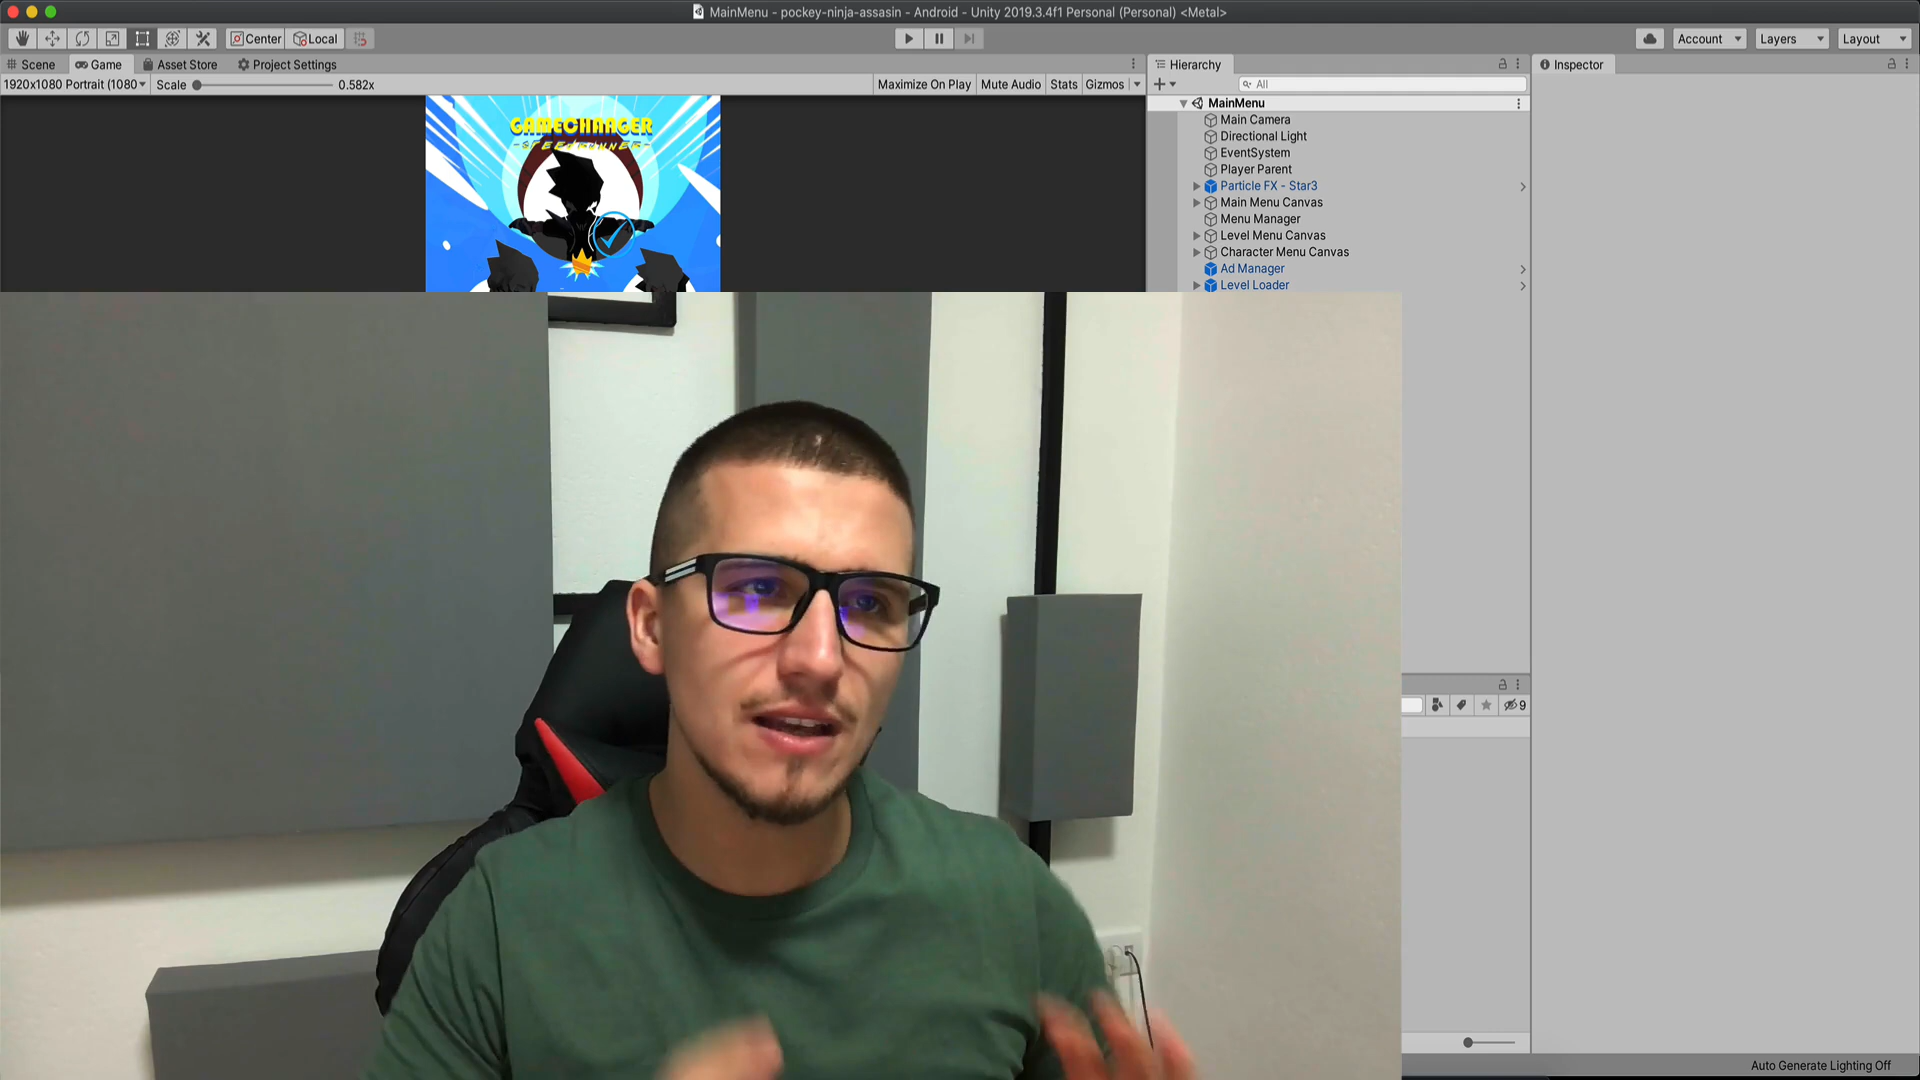 MainMenu - pockey-ninja-assasin - Android - Unity 2019.3.4f1 Personal (Personal) <Metal>
Center Local Account Layers Layout
Scene Game Asset Store Project Settings Hierarchy Inspector
1920x1080 Portrait (1080 Scale 0.582x Maximize On Play Mute Audio Stats Gizmos All
MainMenu
Main Camera
Directional Light
EventSystem
Player Parent
Particle FX - Star3
Main Menu Canvas
Menu Manager
Level Menu Canvas
Character Menu Canvas
Ad Manager
Level Loader
GAMECHANGER
-SPEEDRUNNER-
9
Auto Generate Lighting Off